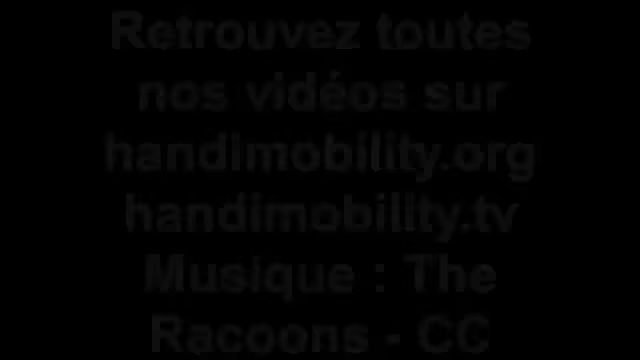 Retrouvez toutes
nos vidéos sur
handimobility.org
handimobility.tv
Musique : The
Racoons - CC